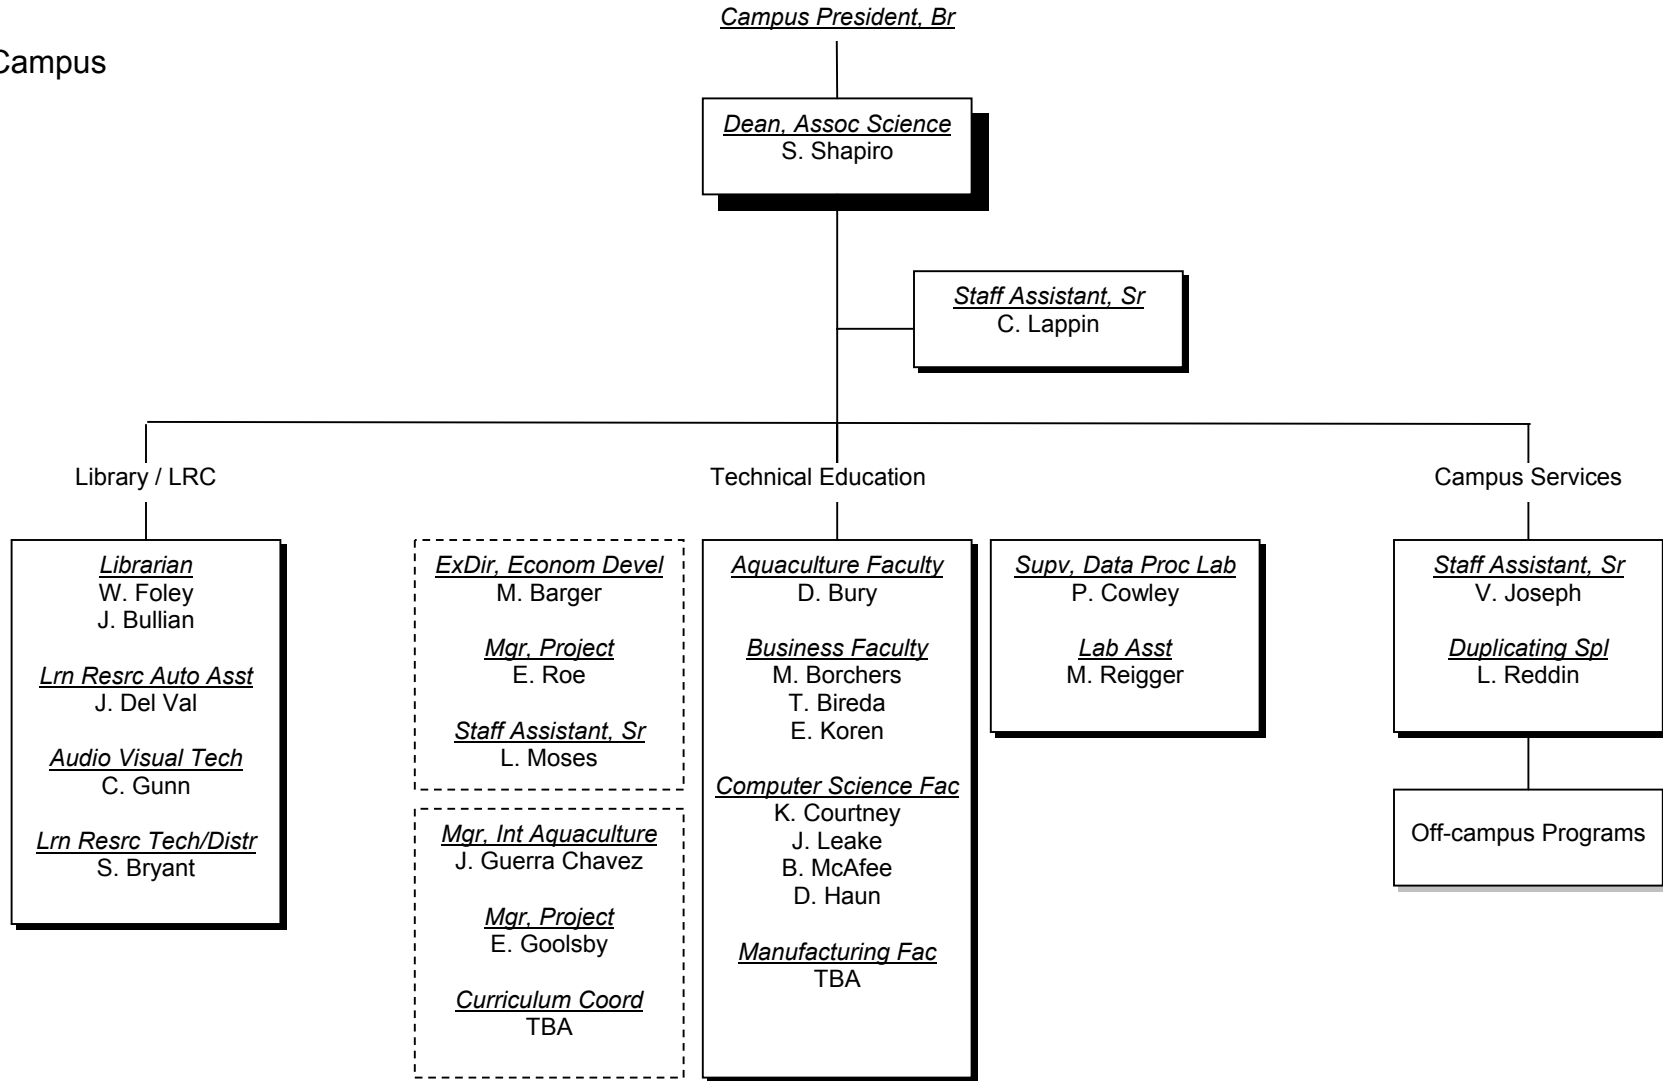 Campus President, Br
Campus
Dean, Assoc Science
S. Shapiro
Staff Assistant, Sr
C. Lappin
Library / LRC
Technical Education
Campus Services
Librarian
W. Foley
J. Bullian
Lrn Resrc Auto Asst
J. Del Val
Audio Visual Tech
C. Gunn
Lrn Resrc Tech/Distr
S. Bryant
ExDir, Econom Devel
M. Barger
Mgr, Project
E. Roe
Staff Assistant, Sr
L. Moses
Mgr, Int Aquaculture
J. Guerra Chavez
Mgr, Project
E. Goolsby
Curriculum Coord
TBA
Aquaculture Faculty
D. Bury
Business Faculty
M. Borchers
T. Bireda
E. Koren
Computer Science Fac
K. Courtney
J. Leake
B. McAfee
D. Haun
Manufacturing Fac
TBA
Supv, Data Proc Lab
P. Cowley
Lab Asst
M. Reigger
Staff Assistant, Sr
V. Joseph
Duplicating Spl
L. Reddin
Off-campus Programs